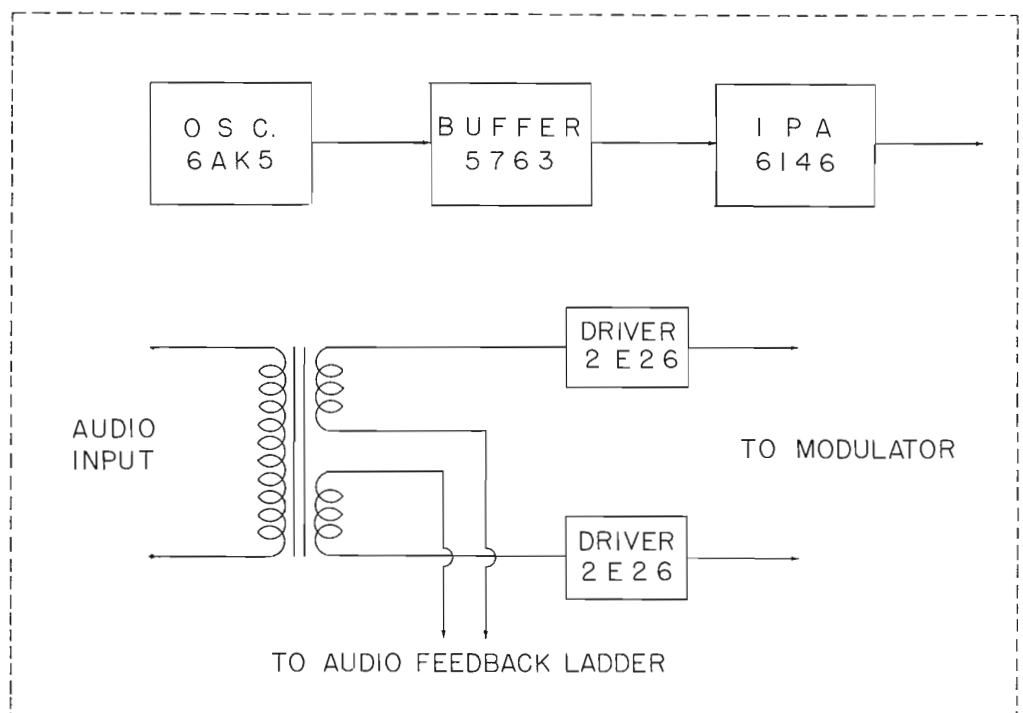 OSC.
6AK5
BUFFER
5763
IPA
6146
DRIVER
2E26
AUDIO
INPUT
TO MODULATOR
DRIVER
2E26
TO AUDIO FEEDBACK LADDER